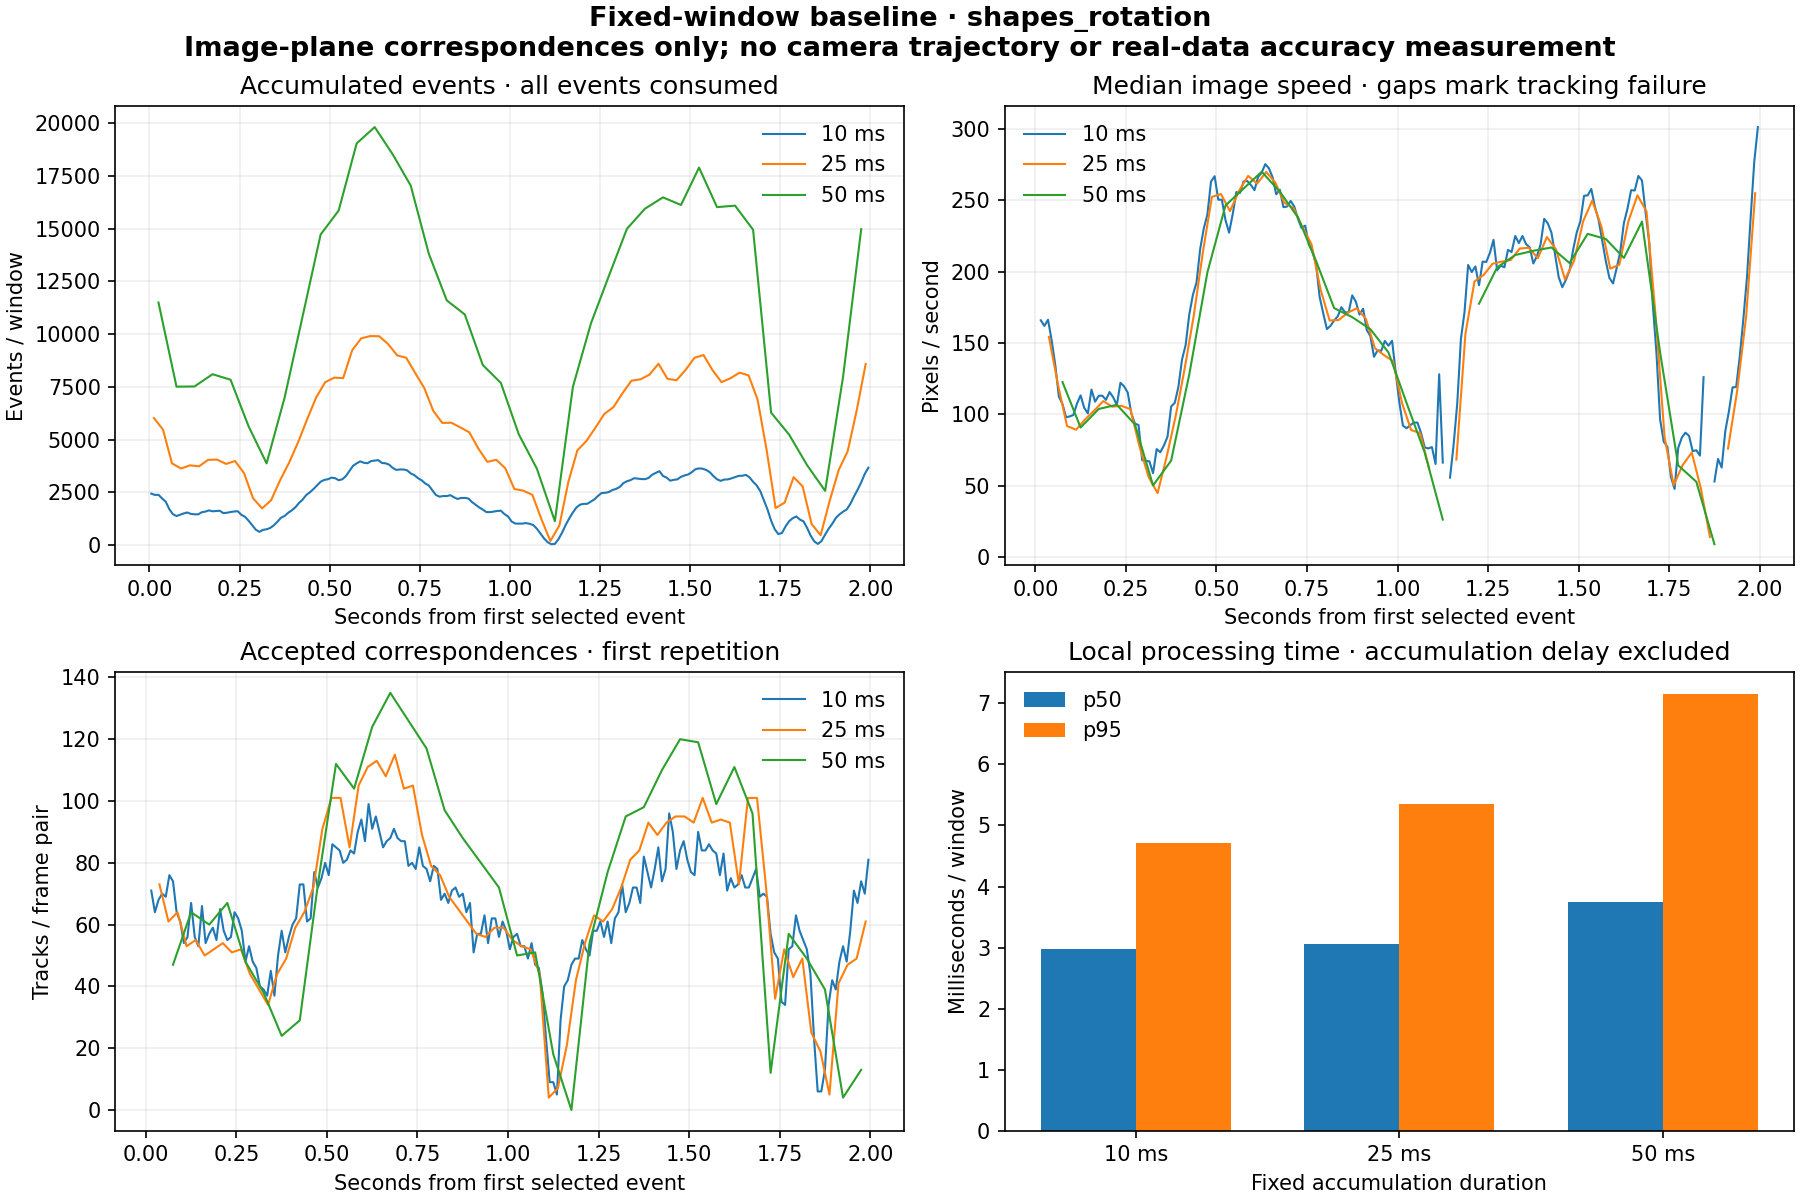 Fixed-window baseline · shapes_rotation
Image-plane correspondences only; no camera trajectory or real-data accuracy measurement
Accumulated events · all events consumed
20000
17500
15000
12500
10000
7500
5000
2500
0
Events / window
10 ms
25 ms
50 ms
0.00 0.25 0.50 0.75 1.00 1.25 1.50 1.75 2.00
Seconds from first selected event
Median image speed · gaps mark tracking failure
300
250
200
150
100
50
0
Pixels / second
10 ms
25 ms
50 ms
0.00 0.25 0.50 0.75 1.00 1.25 1.50 1.75 2.00
Seconds from first selected event
Accepted correspondences · first repetition
140
120
100
80
60
40
20
0
Tracks / frame pair
10 ms
25 ms
50 ms
0.00 0.25 0.50 0.75 1.00 1.25 1.50 1.75 2.00
Seconds from first selected event
Local processing time · accumulation delay excluded
7
6
5
4
3
2
1
0
Milliseconds / window
p50
p95
10 ms 25 ms 50 ms
Fixed accumulation duration